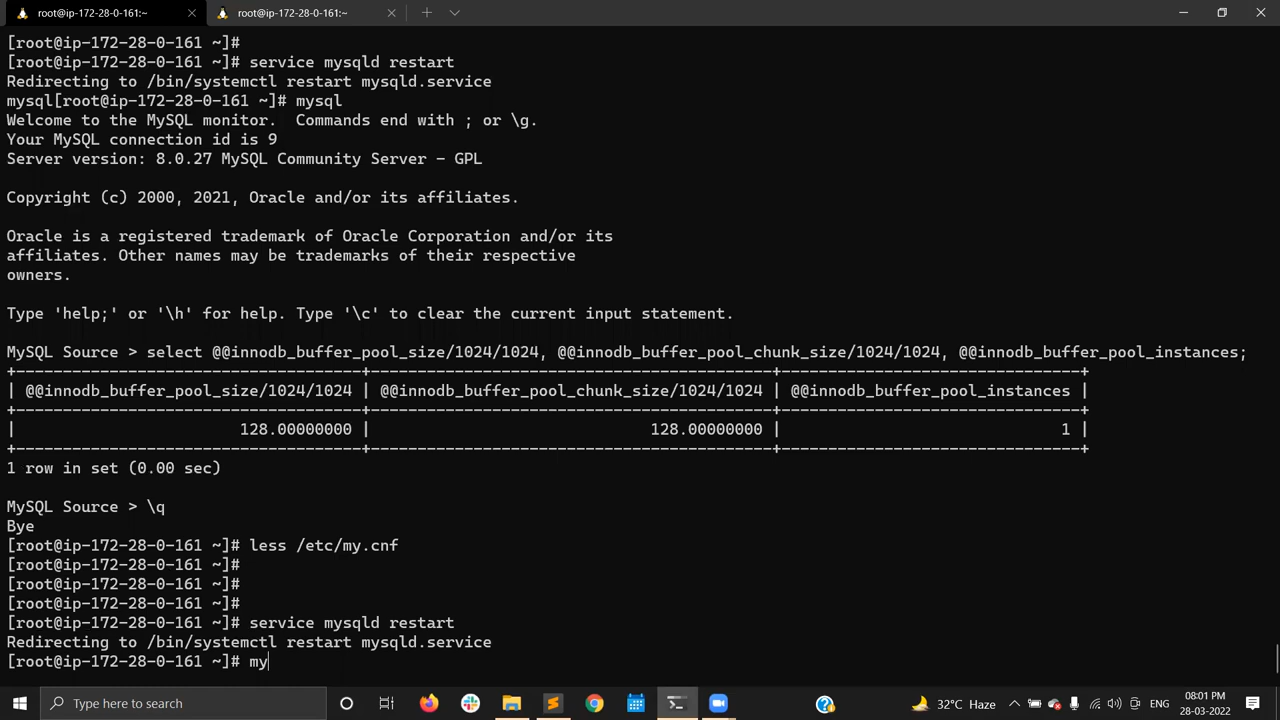 root@ip-172-28-0-161:~
root@ip-172-28-0-161:~
[root@ip-172-28-0-161 ~]#
[root@ip-172-28-0-161 ~]# service mysqld restart
Redirecting to /bin/systemctl restart mysqld.service
mysql[root@ip-172-28-0-161 ~]# mysql
Welcome to the MySQL monitor.  Commands end with ; or \g.
Your MySQL connection id is 9
Server version: 8.0.27 MySQL Community Server - GPL
Copyright (c) 2000, 2021, Oracle and/or its affiliates.
Oracle is a registered trademark of Oracle Corporation and/or its
affiliates. Other names may be trademarks of their respective
owners.
Type 'help;' or '\h' for help. Type '\c' to clear the current input statement.
MySQL Source > select @@innodb_buffer_pool_size/1024/1024, @@innodb_buffer_pool_chunk_size/1024/1024, @@innodb_buffer_pool_instances;
+-------------------------------------+-------------------------------------------+--------------------------------+
| @@innodb_buffer_pool_size/1024/1024 | @@innodb_buffer_pool_chunk_size/1024/1024 | @@innodb_buffer_pool_instances |
+-------------------------------------+-------------------------------------------+--------------------------------+
|                        128.00000000 |                              128.00000000 |                              1 |
+-------------------------------------+-------------------------------------------+--------------------------------+
1 row in set (0.00 sec)
MySQL Source > \q
Bye
[root@ip-172-28-0-161 ~]# less /etc/my.cnf
[root@ip-172-28-0-161 ~]#
[root@ip-172-28-0-161 ~]#
[root@ip-172-28-0-161 ~]#
[root@ip-172-28-0-161 ~]# service mysqld restart
Redirecting to /bin/systemctl restart mysqld.service
[root@ip-172-28-0-161 ~]# my
Type here to search
32°C Haze
ENG
08:01 PM
28-03-2022